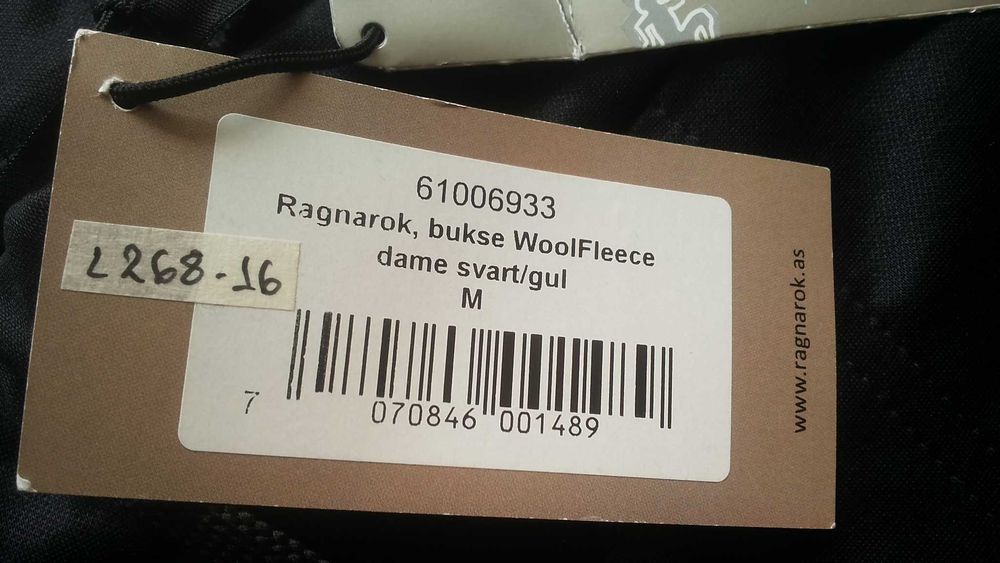 61006933
Ragnarok, bukse WoolFleece
dame svart/gul
M
L268-16
7 070846 001489
www.ragnarok.as